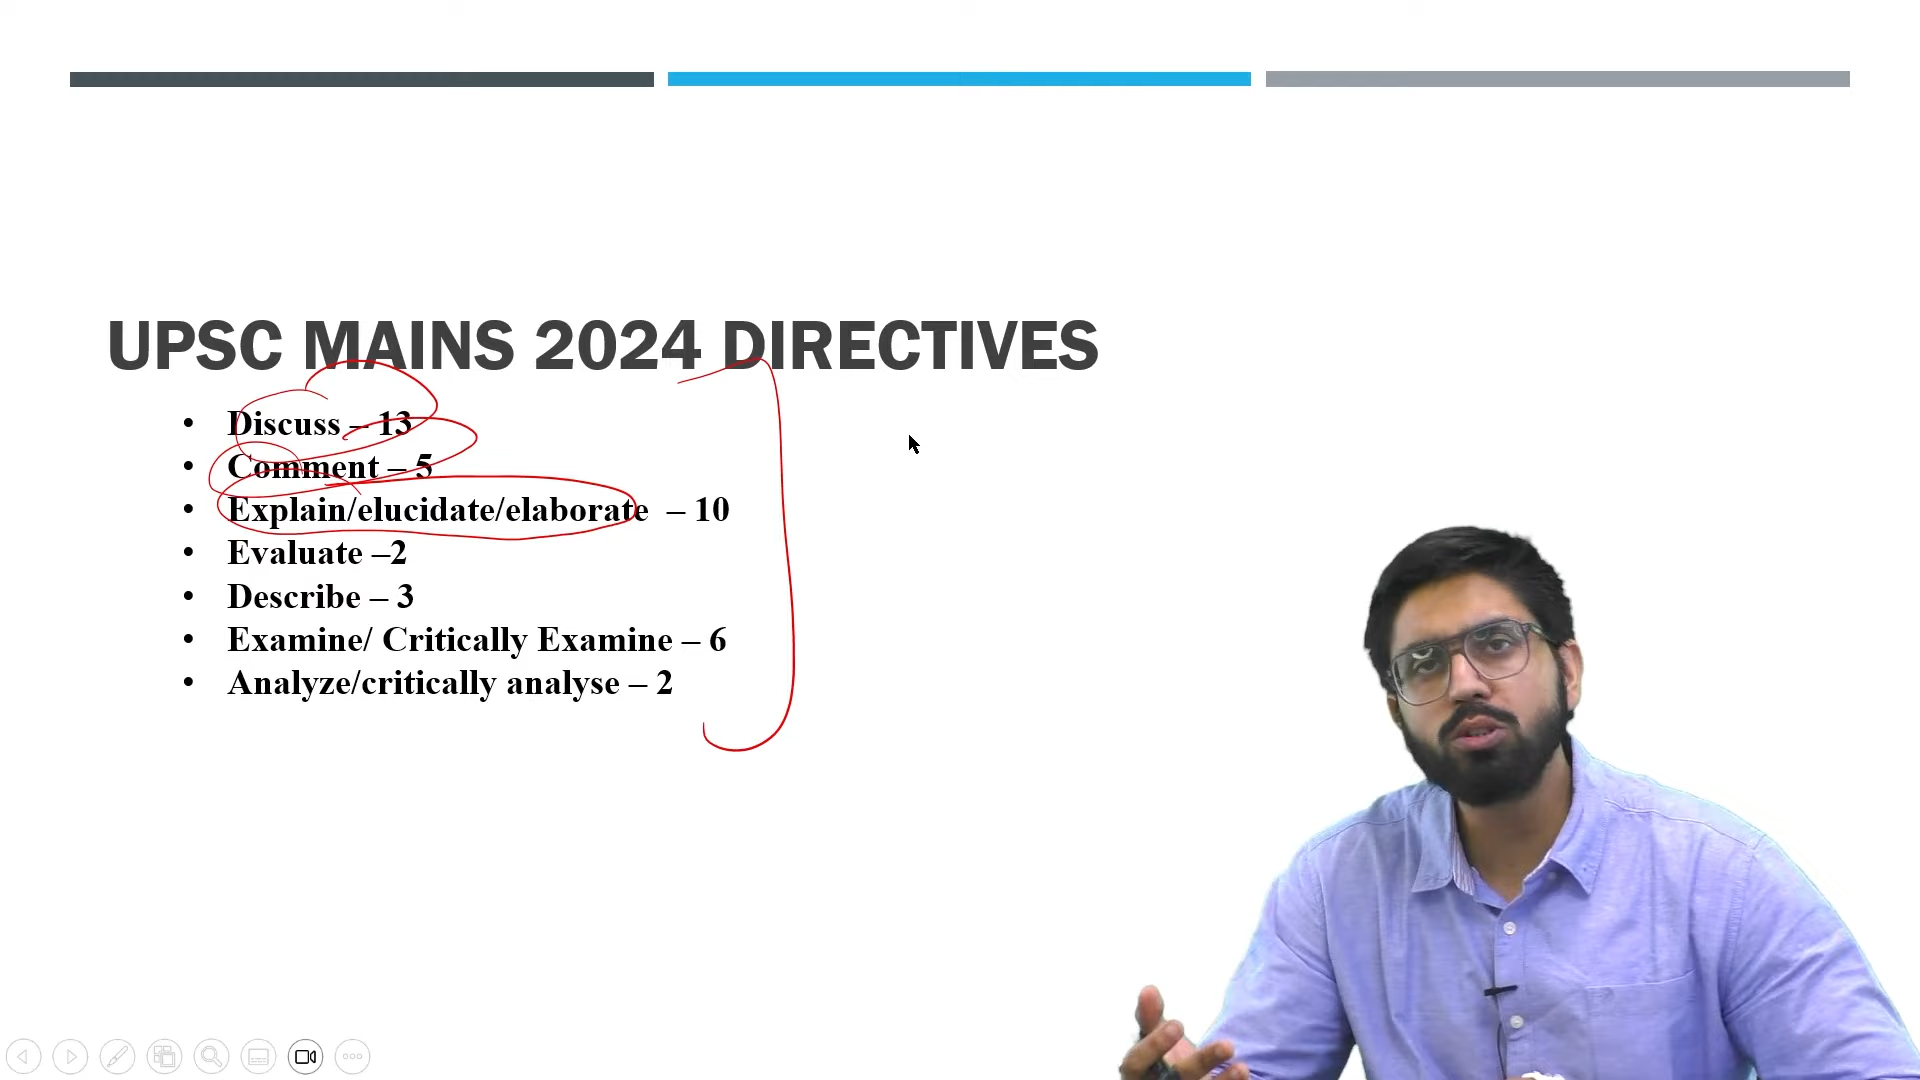 UPSC MAINS 2024 DIRECTIVES
• Discuss – 13
• Comment – 5
• Explain/elucidate/elaborate – 10
• Evaluate –2
• Describe – 3
• Examine/ Critically Examine – 6
• Analyze/critically analyse – 2